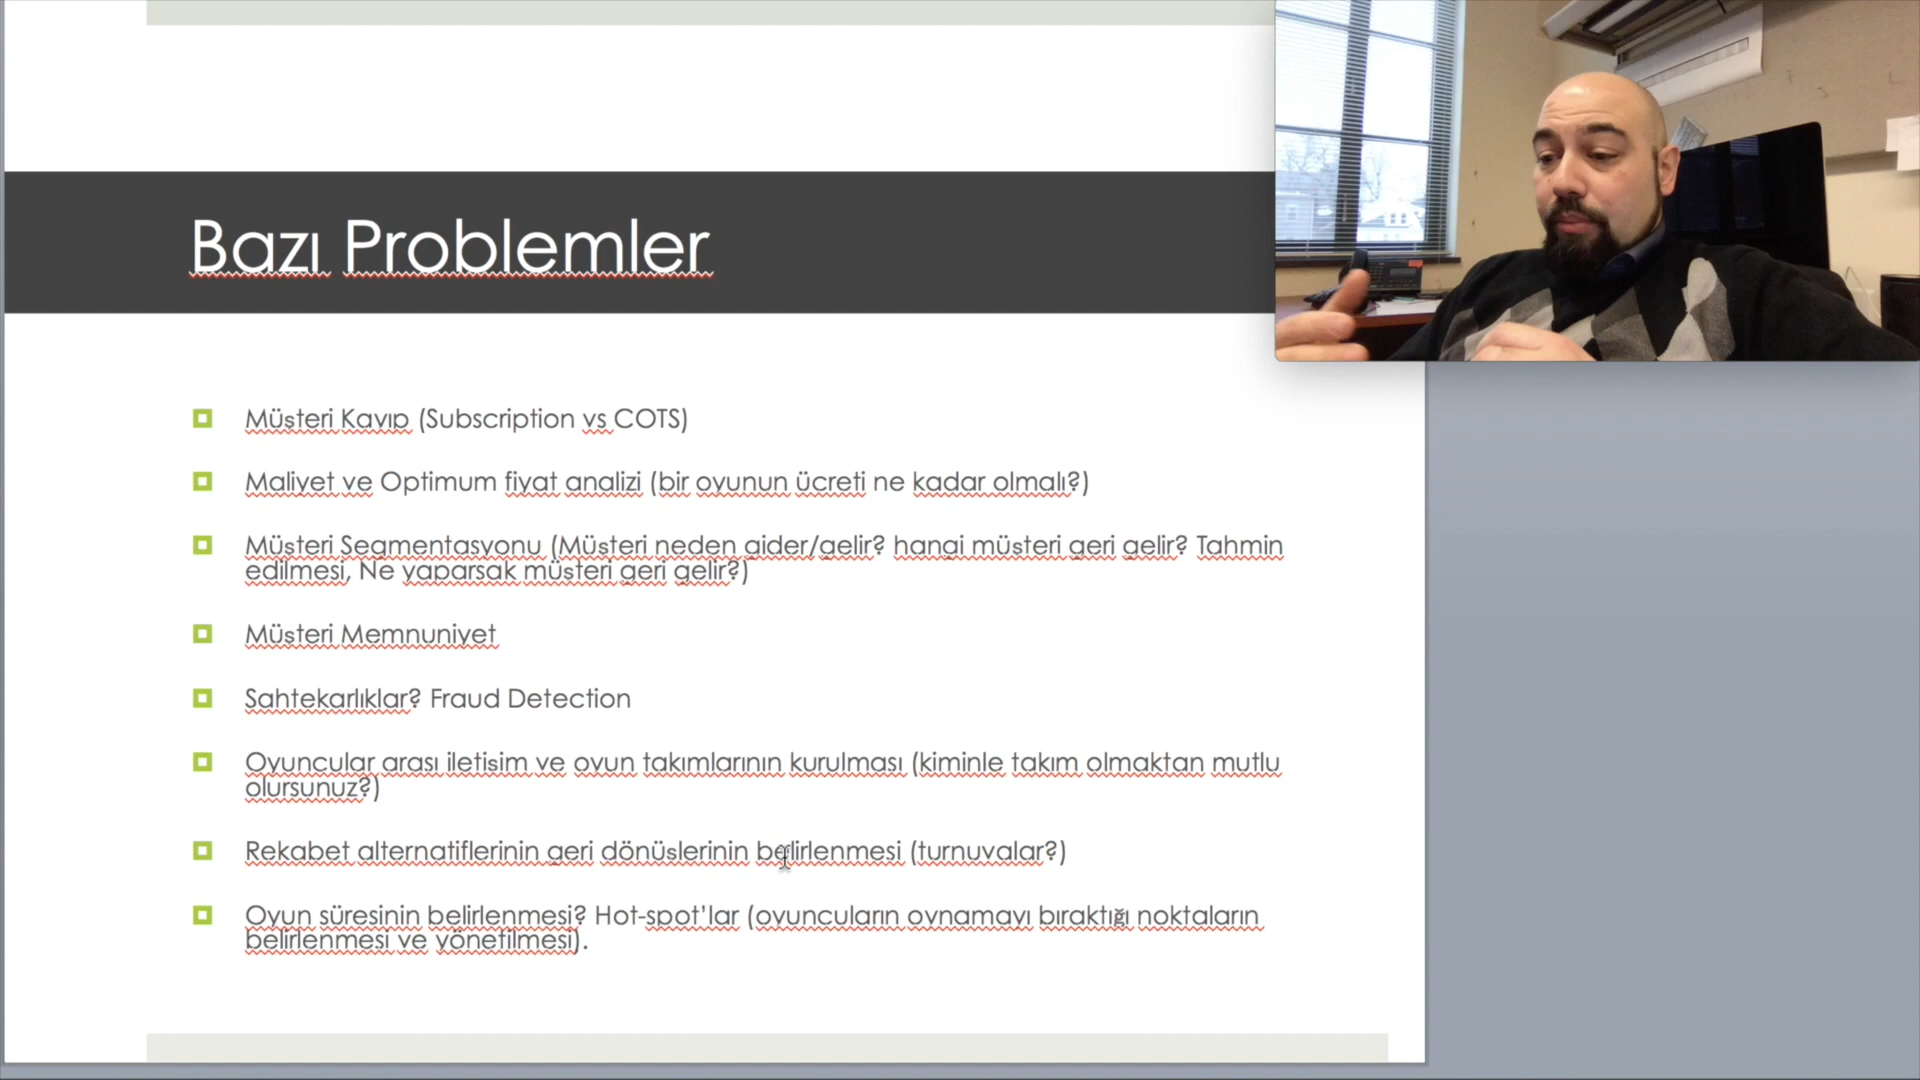 Bazı Problemler
Müşteri Kayıp (Subscription vs COTS)
Maliyet ve Optimum fiyat analizi (bir oyunun ücreti ne kadar olmalı?)
Müşteri Segmentasyonu (Müşteri neden gider/gelir? hangi müşteri geri gelir? Tahmin
edilmesi, Ne yaparsak müşteri geri gelir?)
Müşteri Memnuniyet
Sahtekarlıklar? Fraud Detection
Oyuncular arası iletişim ve oyun takımlarının kurulması (kiminle takım olmaktan mutlu
olursunuz?)
Rekabet alternatiflerinin geri dönüşlerinin belirlenmesi (turnuvalar?)
Oyun süresinin belirlenmesi? Hot-spot’lar (oyuncuların oynamayı bıraktığı noktaların
belirlenmesi ve yönetilmesi).